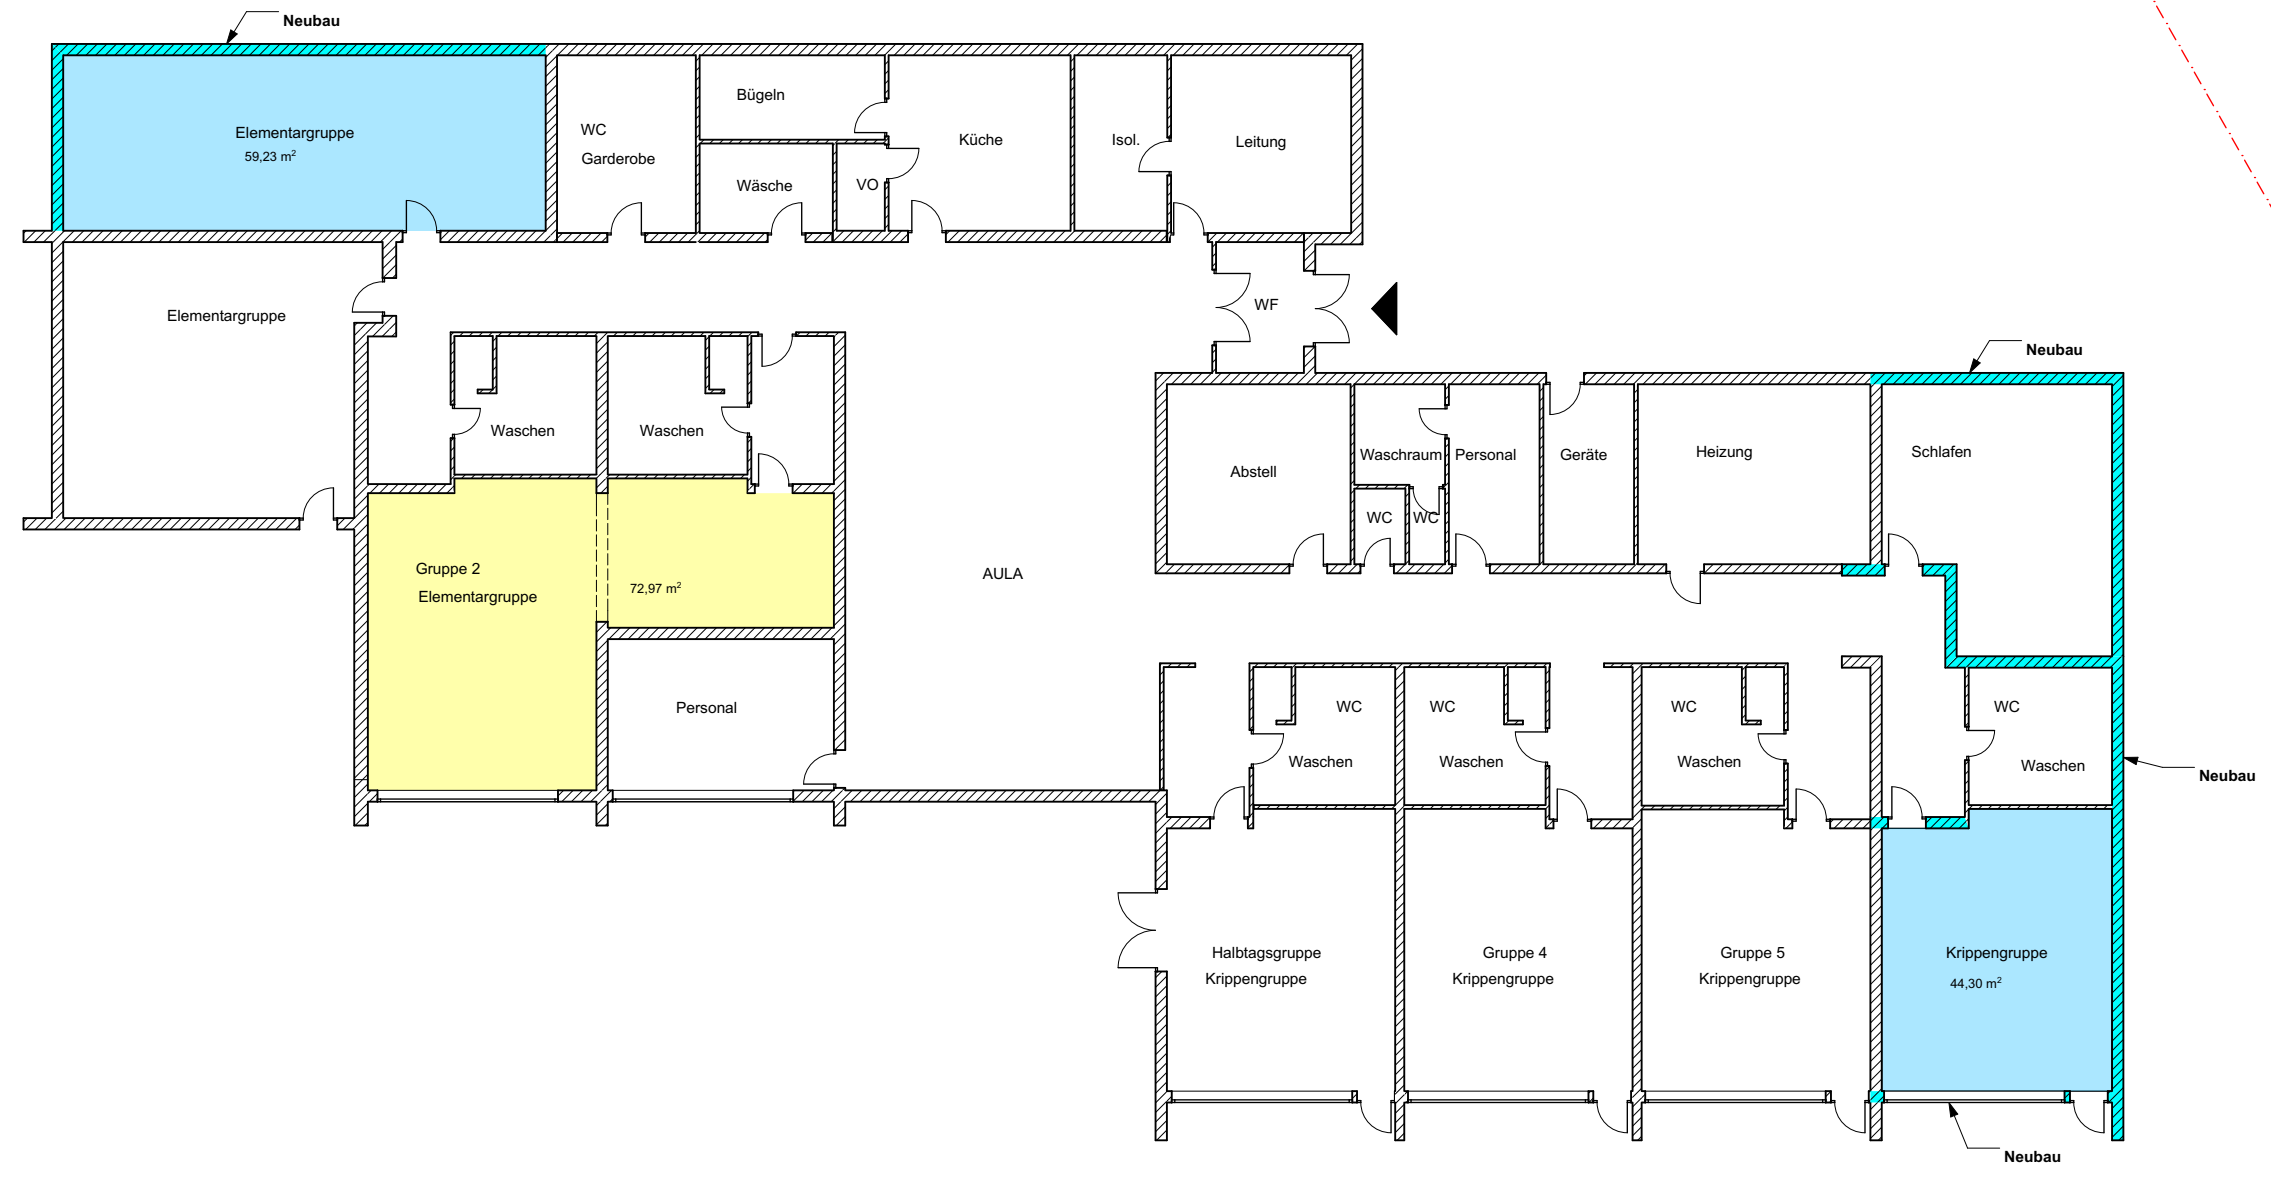 Neubau
Elementargruppe
59,23 m²
WC
Garderobe
Bügeln
Wäsche
VO
Küche
Isol.
Leitung
Elementargruppe
WF
Waschen
Waschen
Neubau
Abstell
Waschraum
Personal
WC
WC
Geräte
Heizung
Schlafen
Gruppe 2
Elementargruppe
72,97 m²
AULA
Personal
WC
Waschen
WC
Waschen
WC
Waschen
WC
Waschen
Neubau
Halbtagsgruppe
Krippengruppe
Gruppe 4
Krippengruppe
Gruppe 5
Krippengruppe
Krippengruppe
44,30 m²
Neubau